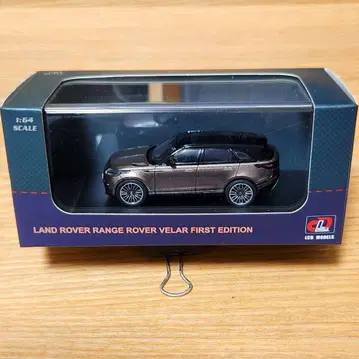 1:64
SCALE
LAND ROVER RANGE ROVER VELAR FIRST EDITION
LCD MODELS